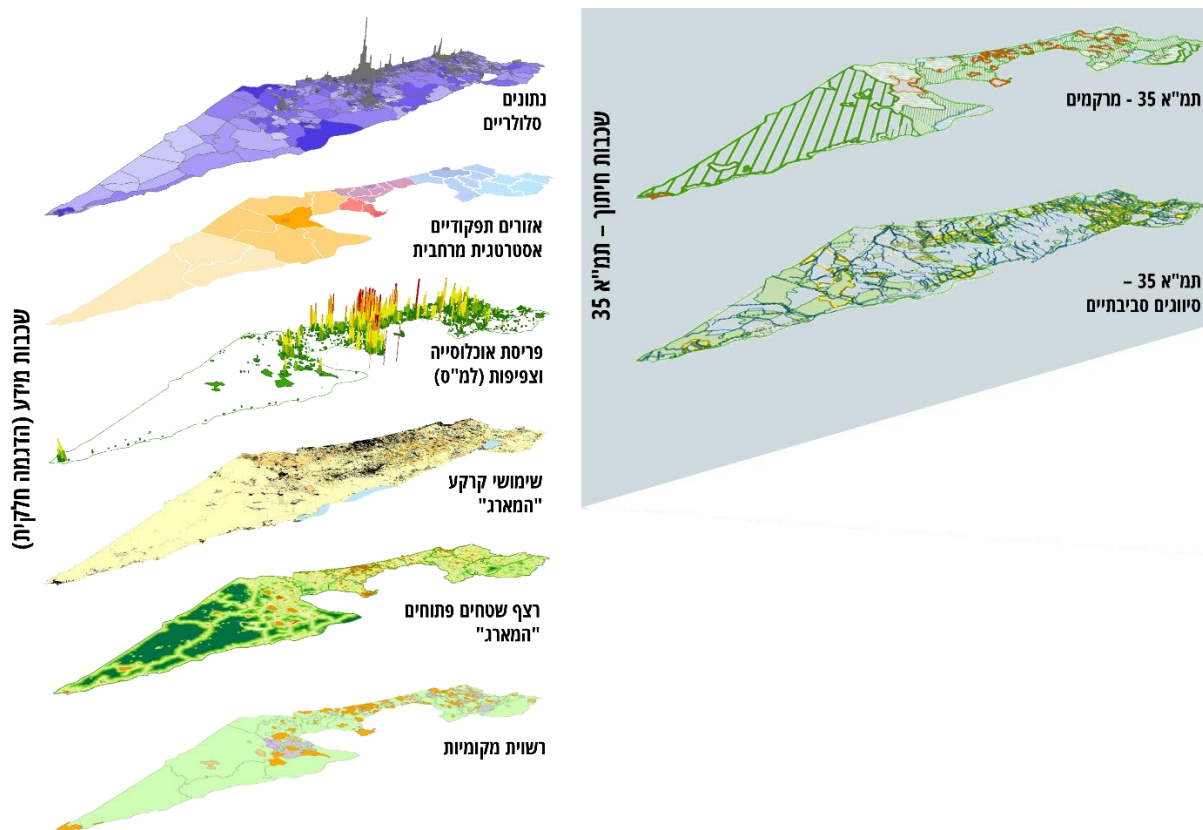 שכבות מידע (הדגמה חלקית)
נתונים
סלולריים
אזורים תפקודיים
אסטרטגית מרחבית
פריסת אוכלוסייה
וצפיפות (למ"ס)
שימושי קרקע
"המארג"
רצף שטחים פתוחים
"המארג"
רשוית מקומיות
שכבות חיתוך – תמ"א 35
תמ"א 35 - מרקמים
תמ"א 35 –
סיווגים סביבתיים